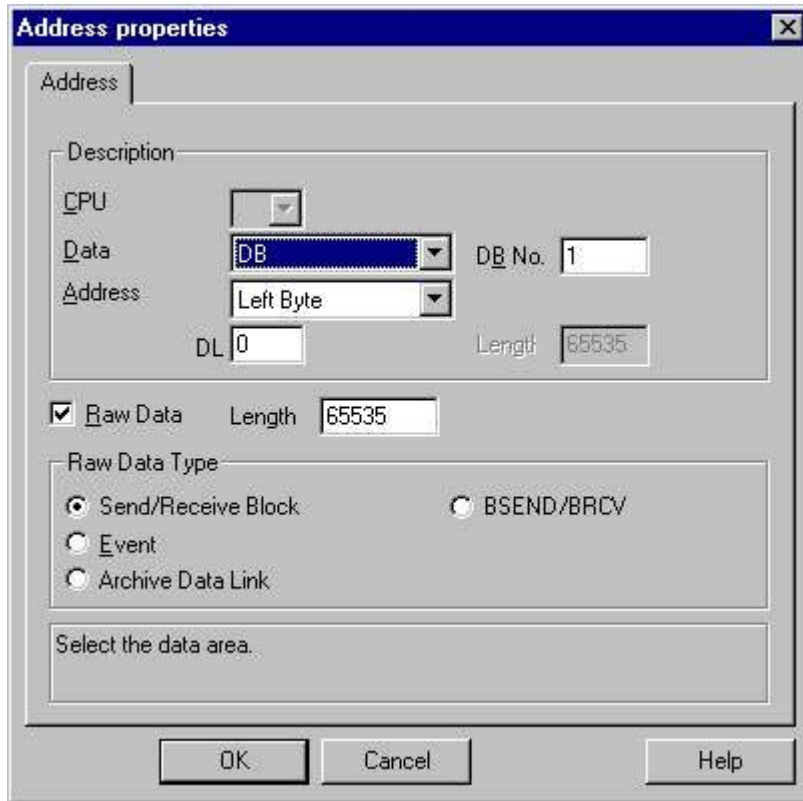 Address properties
Address
Description
CPU
Data DB DB No. 1
Address Left Byte
DL 0 Length 65535
Raw Data Length 65535
Raw Data Type
Send/Receive Block BSEND/BRCV
Event
Archive Data Link
Select the data area.
OK Cancel Help